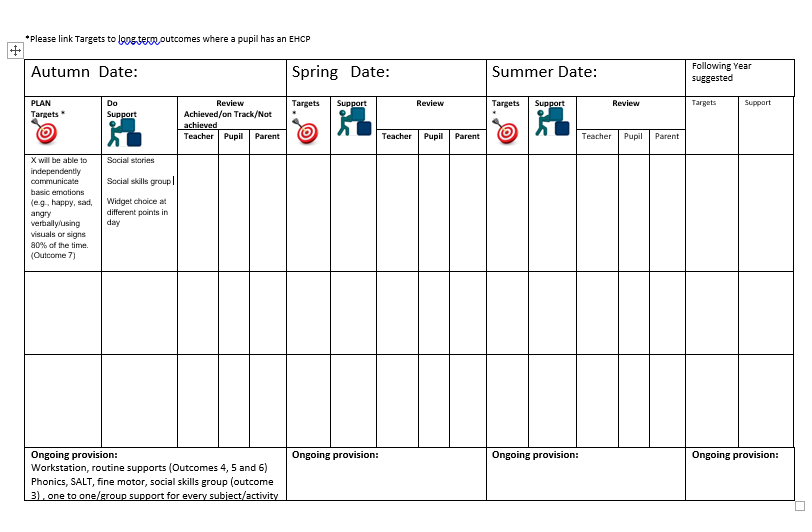 *Please link Targets to long term outcomes where a pupil has an EHCP
Autumn Date:
Spring Date:
Summer Date:
Following Year
suggested
PLAN
Targets *
Do
Support
Review
Achieved/on Track/Not
achieved
Teacher
Pupil
Parent
Targets
*
Support
Review
Teacher
Pupil
Parent
Targets
*
Support
Review
Teacher
Pupil
Parent
Targets
Support
X will be able to
independently
communicate
basic emotions
(e.g., happy, sad,
angry
verbally/using
visuals or signs
80% of the time.
(Outcome 7)
Social stories
Social skills group
Widget choice at
different points in
day
Ongoing provision:
Workstation, routine supports (Outcomes 4, 5 and 6)
Phonics, SALT, fine motor, social skills group (outcome
3) , one to one/group support for every subject/activity
Ongoing provision:
Ongoing provision:
Ongoing provision: